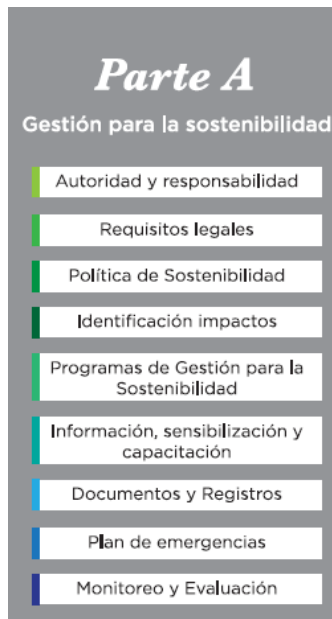 Parte A
Gestión para la sostenibilidad
Autoridad y responsabilidad
Requisitos legales
Política de Sostenibilidad
Identificación impactos
Programas de Gestión para la
Sostenibilidad
Información, sensibilización y
capacitación
Documentos y Registros
Plan de emergencias
Monitoreo y Evaluación